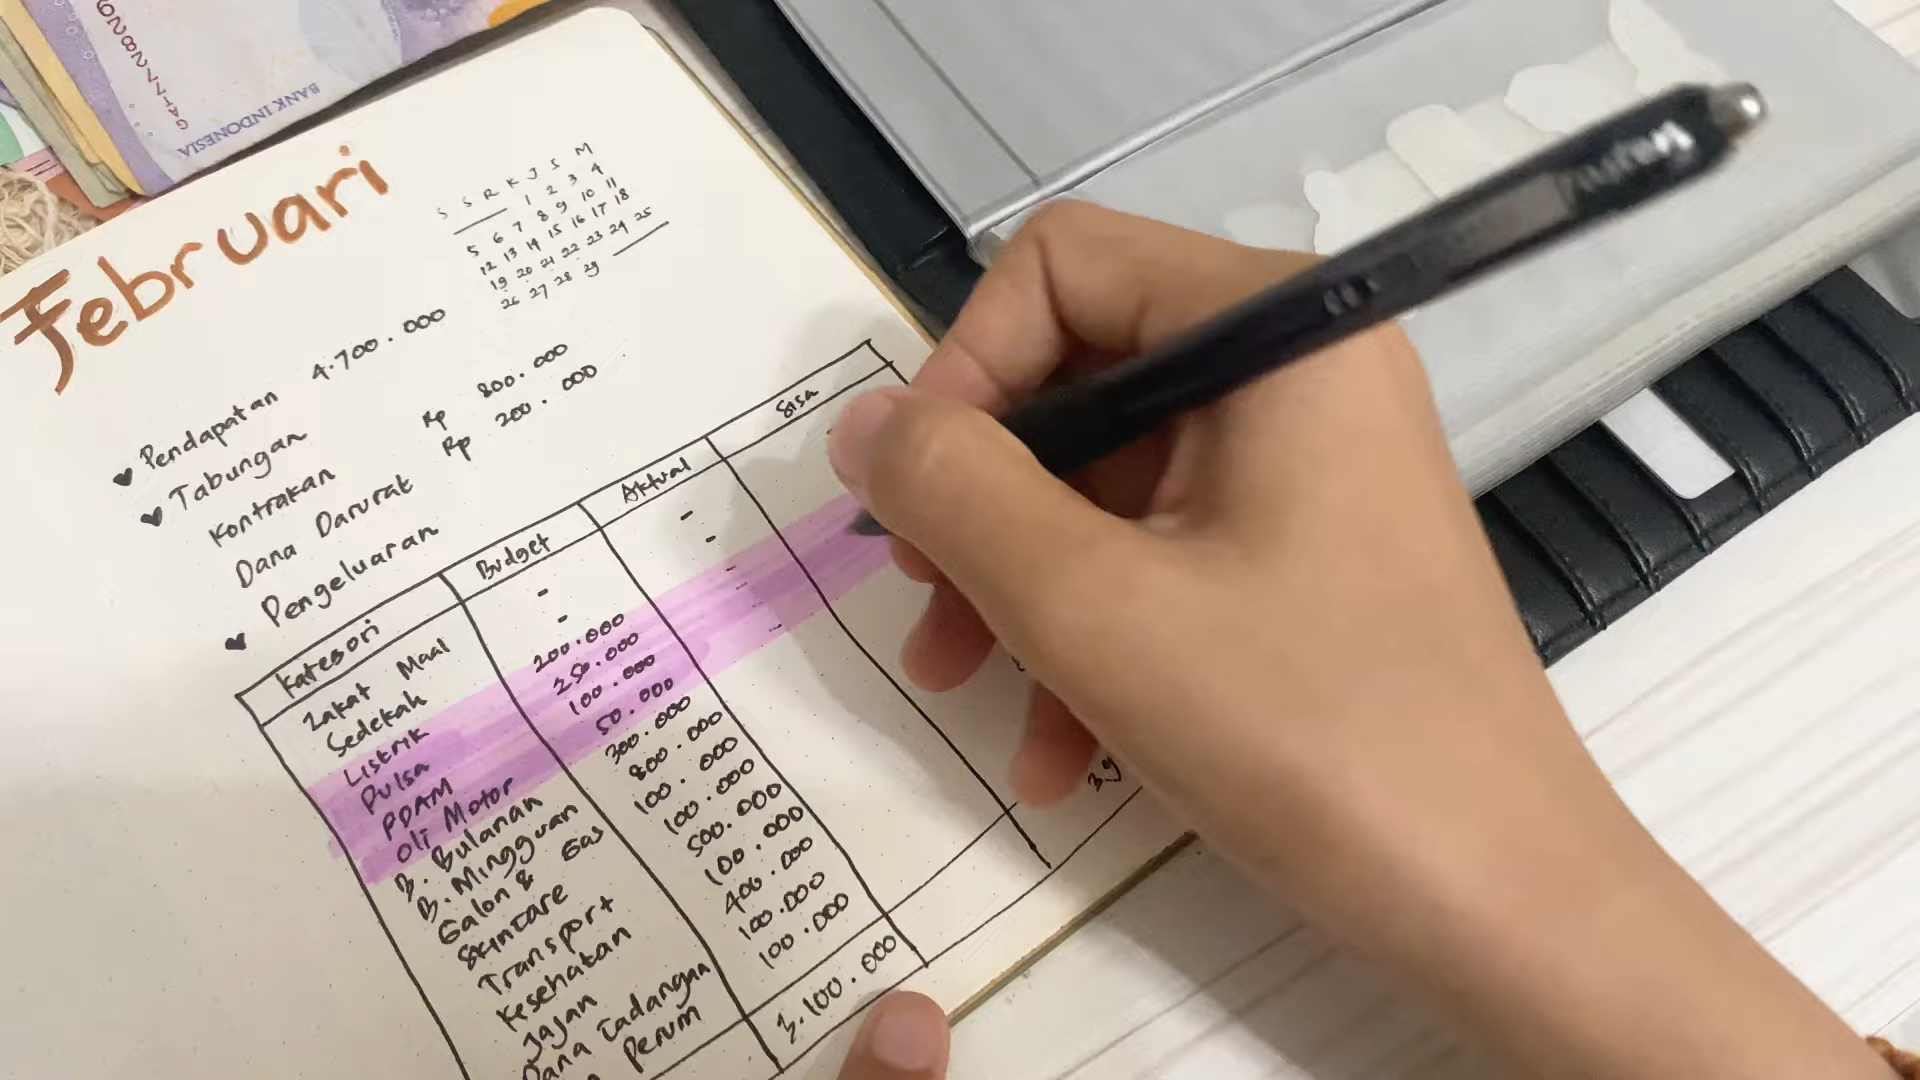 GAT772829
BANK INDONESIA
Februari
S S R K J S M
1 2 3 4
5 6 7 8 9 10 11
12 13 14 15 16 17 18
19 20 21 22 23 24 25
26 27 28 29
Pendapatan 4.700.000
Tabungan
Kontrakan Rp 800.000
Dana Darurat Rp 200.000
Pengeluaran
Kategori Budget Aktual Sisa
Zakat Maal - -
Sedekah - -
Listrik 200.000 -
Pulsa 250.000 -
PDAM 100.000 -
Oli Motor 50.000
B. Bulanan 300.000
B. Mingguan 800.000
Galon & Gas 100.000
Skincare 100.000
Transport 500.000
Kesehatan 100.000
Jajan 400.000
Dana Cadangan 100.000
Perum 100.000
3.100.000
3.9